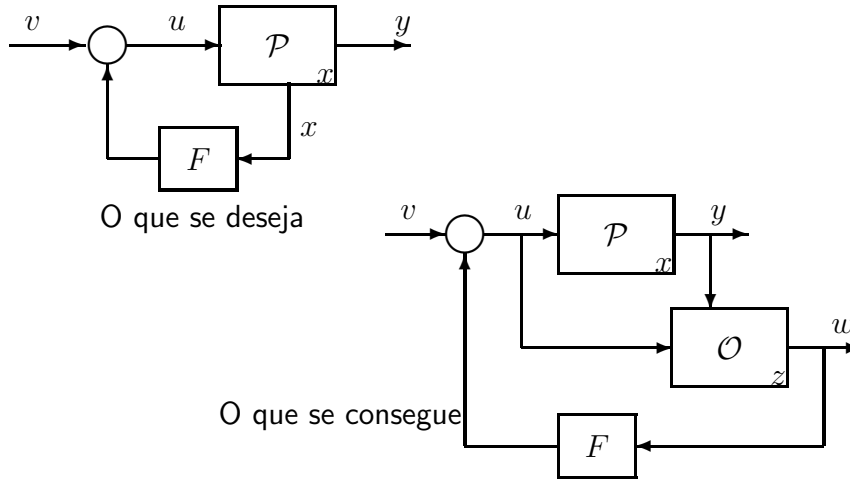 v u 𝒫 y
x
x
F
O que se deseja
v u 𝒫 y
x
𝒪 w
z
O que se consegue
F